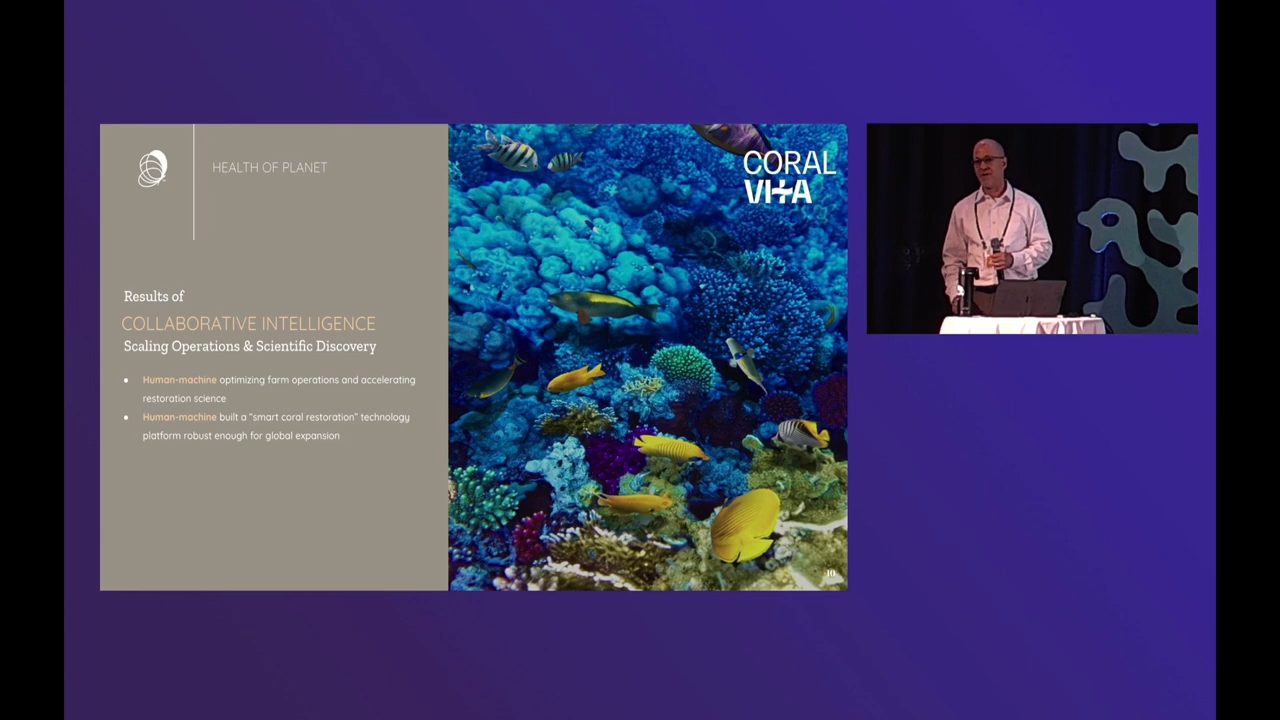 HEALTH OF PLANET
CORAL
VITA
Results of
COLLABORATIVE INTELLIGENCE
Scaling Operations & Scientific Discovery
• Human-machine optimizing farm operations and accelerating
restoration science
• Human-machine built a "smart coral restoration" technology
platform robust enough for global expansion
10